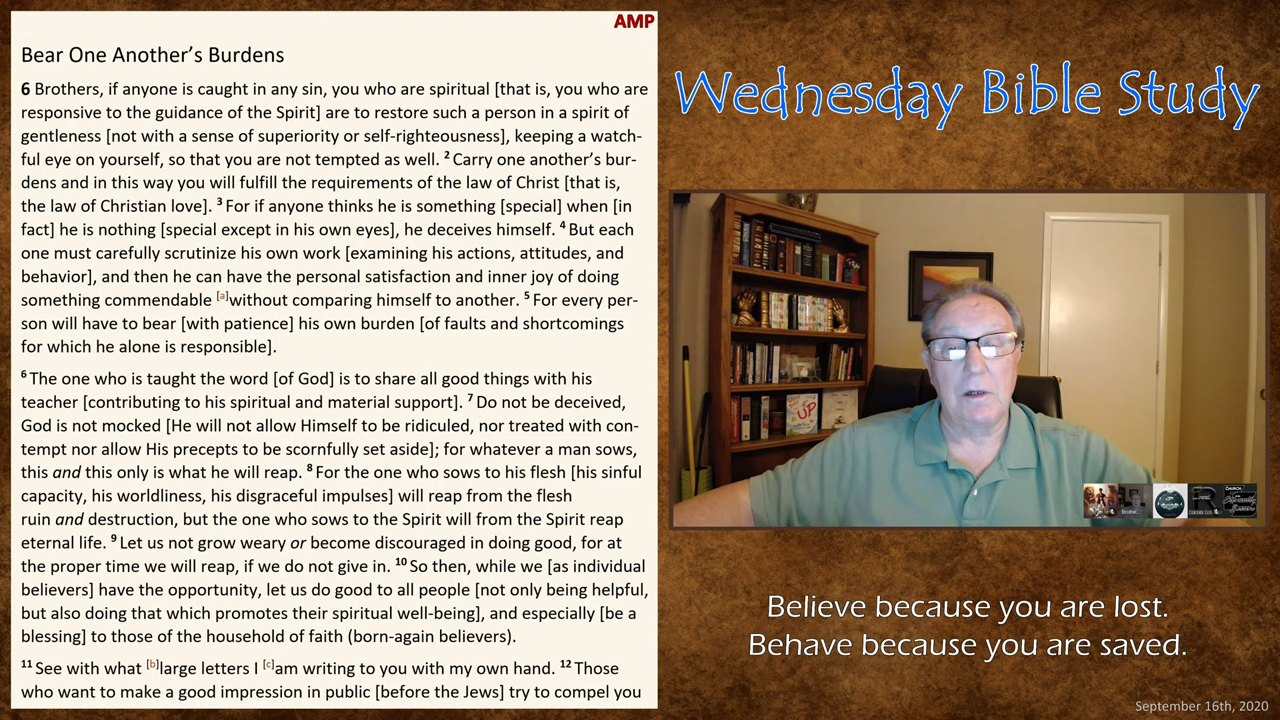 AMP
Bear One Another’s Burdens
6 Brothers, if anyone is caught in any sin, you who are spiritual [that is, you who are
responsive to the guidance of the Spirit] are to restore such a person in a spirit of
gentleness [not with a sense of superiority or self-righteousness], keeping a watch-
ful eye on yourself, so that you are not tempted as well. 2 Carry one another’s bur-
dens and in this way you will fulfill the requirements of the law of Christ [that is,
the law of Christian love]. 3 For if anyone thinks he is something [special] when [in
fact] he is nothing [special except in his own eyes], he deceives himself. 4 But each
one must carefully scrutinize his own work [examining his actions, attitudes, and
behavior], and then he can have the personal satisfaction and inner joy of doing
something commendable [a]without comparing himself to another. 5 For every per-
son will have to bear [with patience] his own burden [of faults and shortcomings
for which he alone is responsible].
6 The one who is taught the word [of God] is to share all good things with his
teacher [contributing to his spiritual and material support]. 7 Do not be deceived,
God is not mocked [He will not allow Himself to be ridiculed, nor treated with con-
tempt nor allow His precepts to be scornfully set aside]; for whatever a man sows,
this and this only is what he will reap. 8 For the one who sows to his flesh [his sinful
capacity, his worldliness, his disgraceful impulses] will reap from the flesh
ruin and destruction, but the one who sows to the Spirit will from the Spirit reap
eternal life. 9 Let us not grow weary or become discouraged in doing good, for at
the proper time we will reap, if we do not give in. 10 So then, while we [as individual
believers] have the opportunity, let us do good to all people [not only being helpful,
but also doing that which promotes their spiritual well-being], and especially [be a
blessing] to those of the household of faith (born-again believers).
11 See with what [b]large letters I [c]am writing to you with my own hand. 12 Those
who want to make a good impression in public [before the Jews] try to compel you
Wednesday Bible Study
UP
Brothe...
CHURCH
Believe because you are lost.
Behave because you are saved.
September 16th, 2020